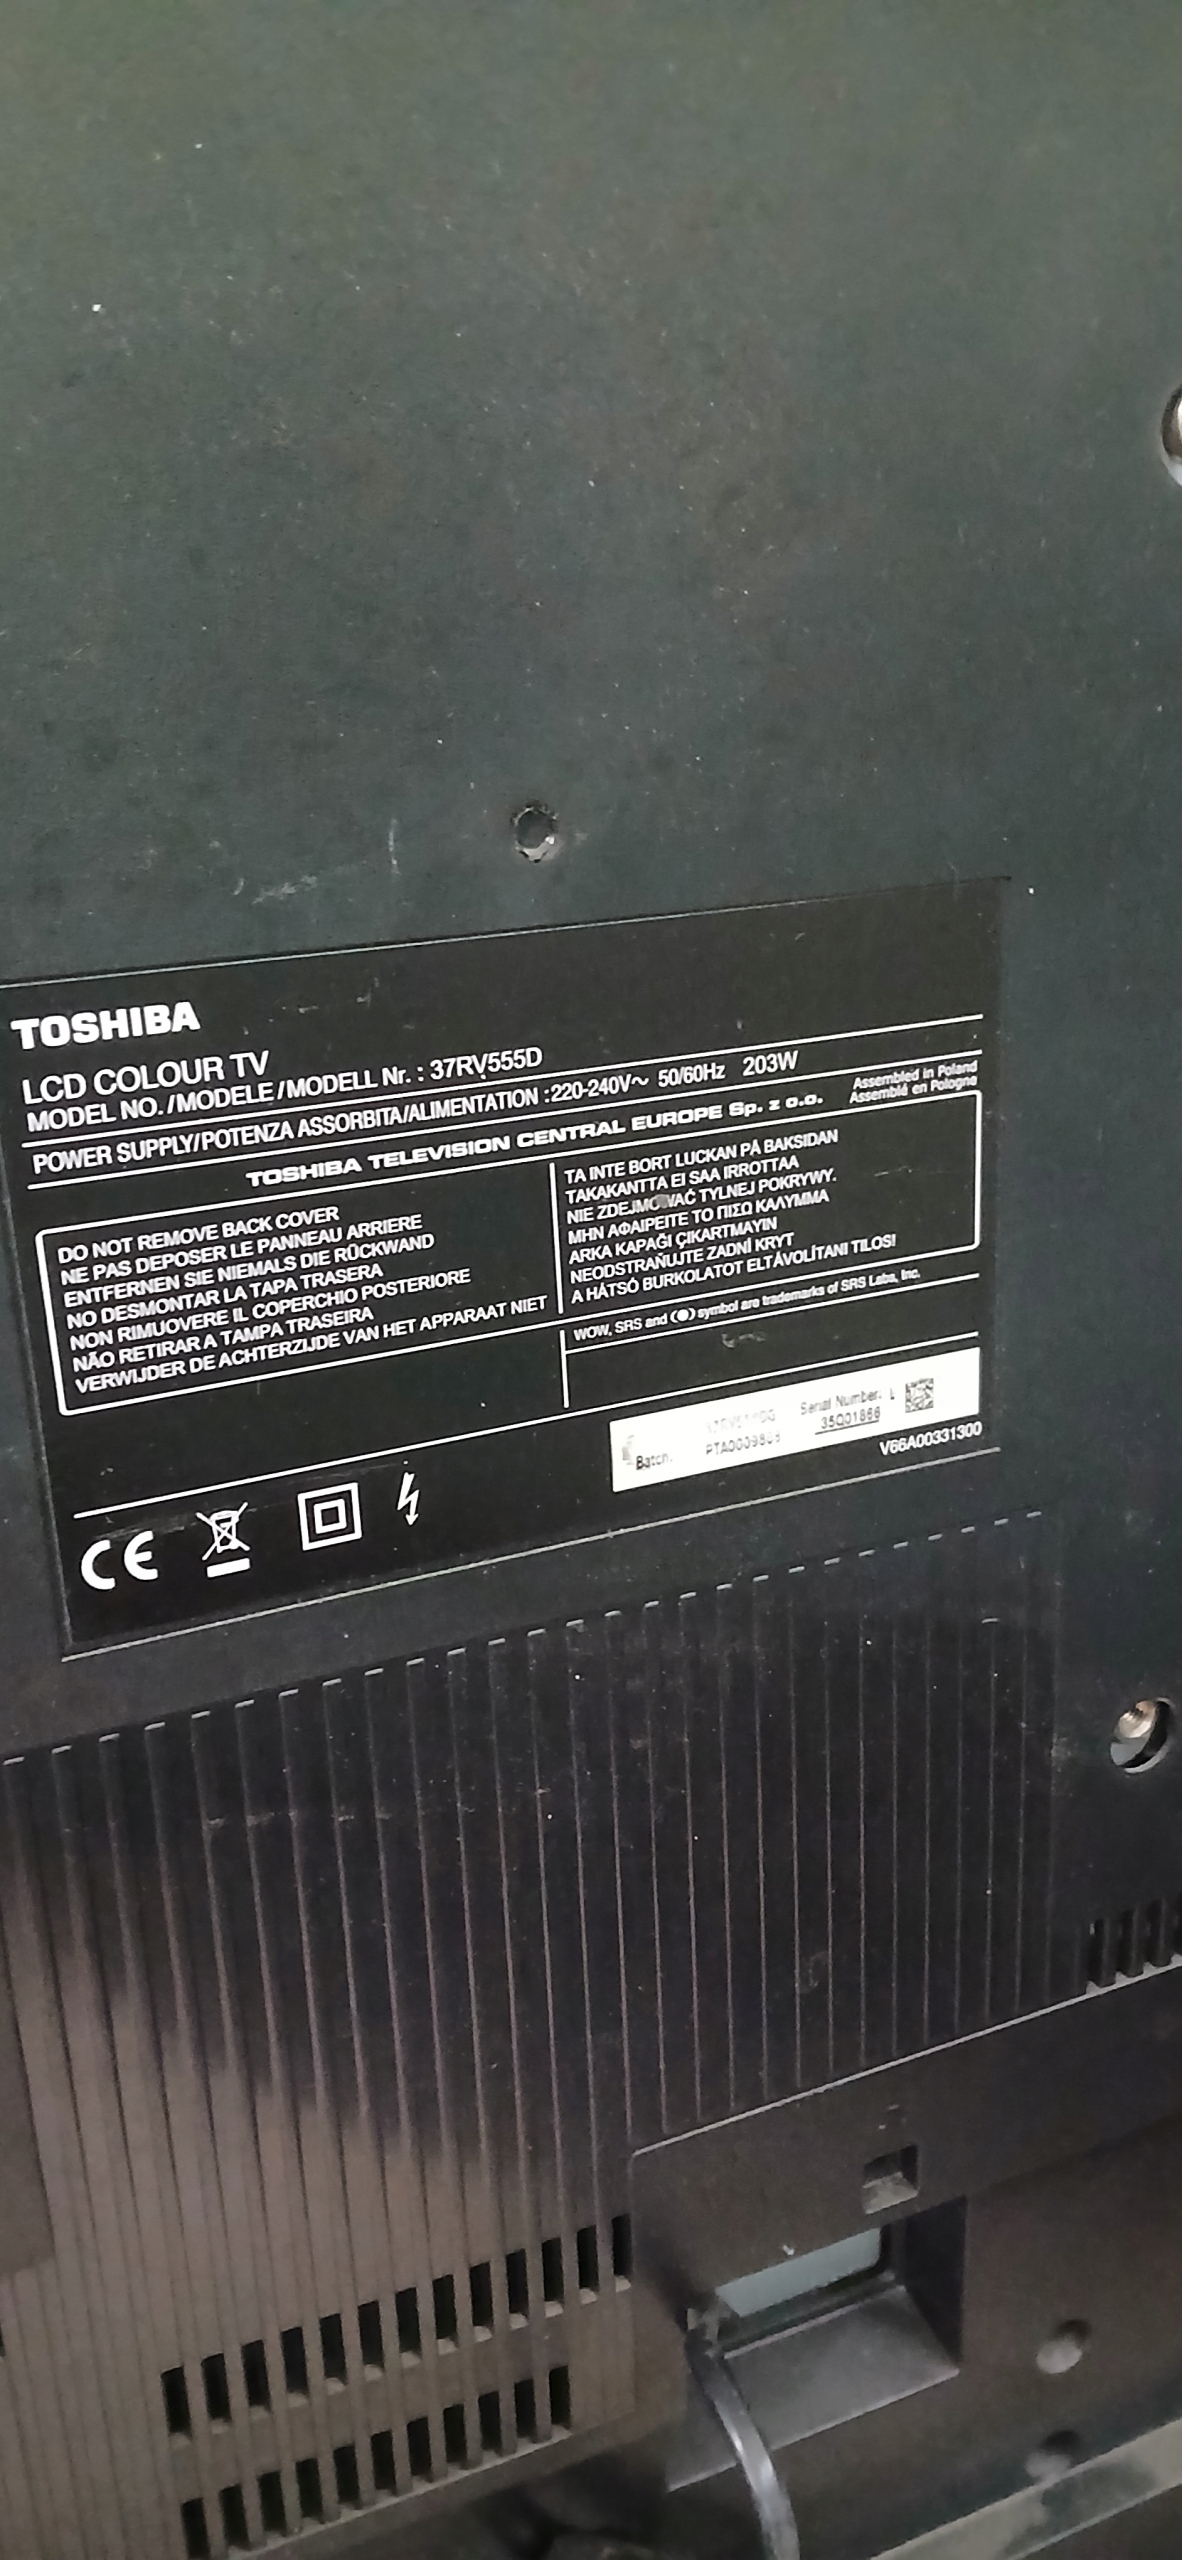 TOSHIBA
LCD COLOUR TV
MODEL NO./MODELE/MODELL Nr. : 37RV555D
POWER SUPPLY/POTENZA ASSORBITA/ALIMENTATION : 220-240V~ 50/60Hz 203W
TOSHIBA TELEVISION CENTRAL EUROPE Sp. z o.o.
Assembled in Poland
Assemblé en Pologne
DO NOT REMOVE BACK COVER
NE PAS DEPOSER LE PANNEAU ARRIERE
ENTFERNEN SIE NIEMALS DIE RÜCKWAND
NO DESMONTAR LA TAPA TRASERA
NON RIMUOVERE IL COPERCHIO POSTERIORE
NÃO RETIRAR A TAMPA TRASEIRA
VERWIJDER DE ACHTERZIJDE VAN HET APPARAAT NIET
TA INTE BORT LUCKAN PÅ BAKSIDAN
TAKAKANTTA EI SAA IRROTTAA
NIE ZDEJMOWAĆ TYLNEJ POKRYWY.
ΜΗΝ ΑΦΑΙΡΕΙΤΕ ΤΟ ΠΙΣΩ ΚΑΛΥΜΜΑ
ARKA KAPAĞI ÇIKARTMAYIN
NEODSTRAŇUJTE ZADNÍ KRYT
A HÁTSÓ BURKOLATOT ELTÁVOLÍTANI TILOS!
WOW, SRS and (●) symbol are trademarks of SRS Labs, Inc.
Serial Number: L
Batch: 35Q01866
V66A00331300
CE